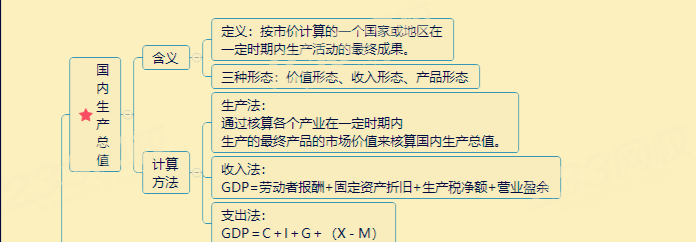 国内生产总值
含义
定义：按市价计算的一个国家或地区在
一定时期内生产活动的最终成果。
三种形态：价值形态、收入形态、产品形态
计算
方法
生产法：
通过核算各个产业在一定时期内
生产的最终产品的市场价值来核算国内生产总值。
收入法：
GDP=劳动者报酬+固定资产折旧+生产税净额+营业盈余
支出法：
GDP=C+I+G+（X-M）